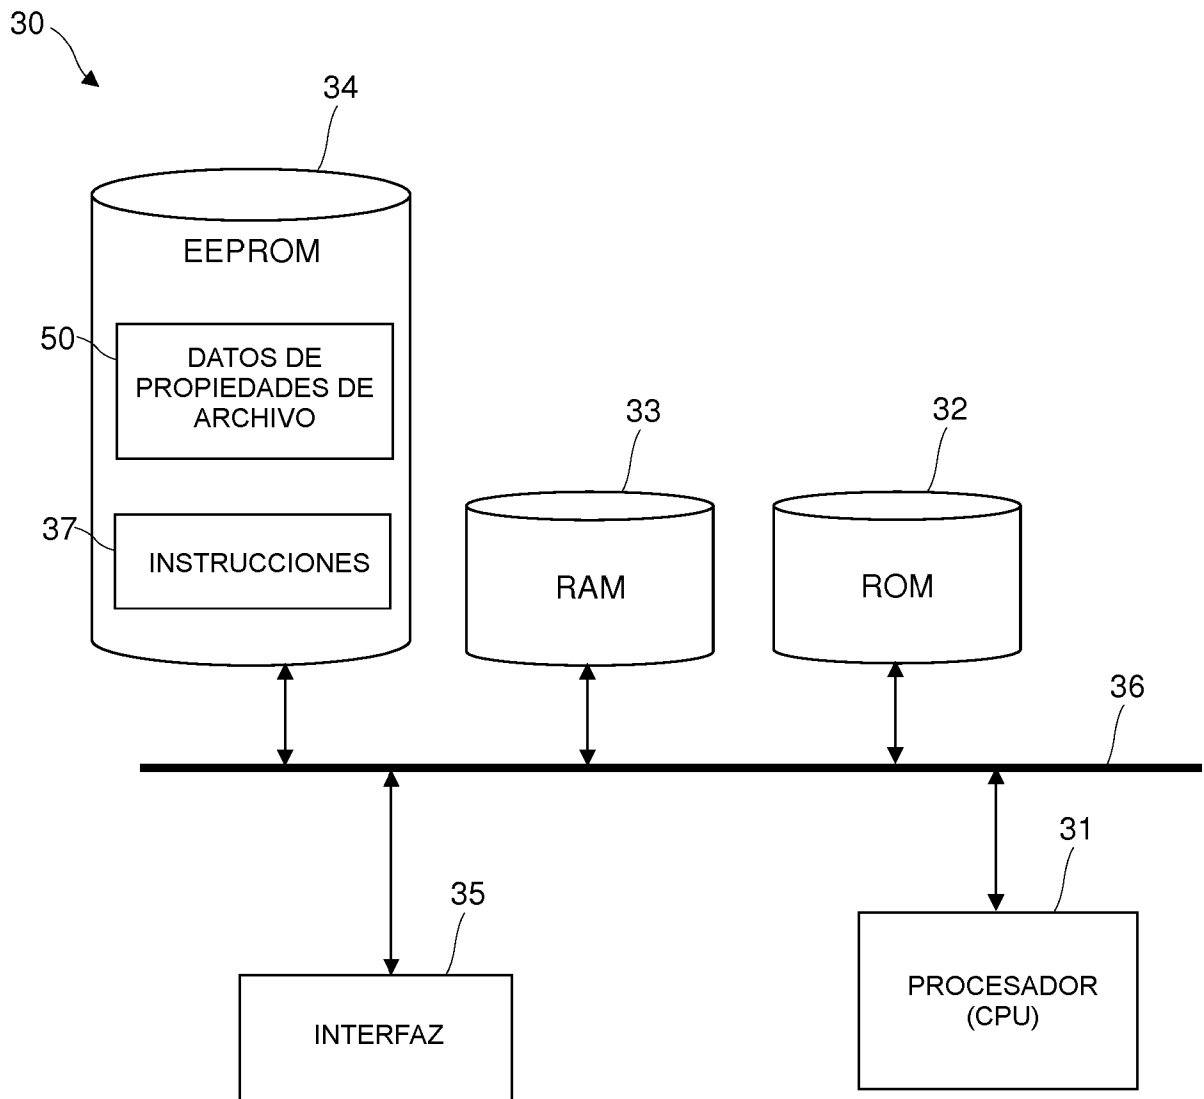 30
34
EEPROM
50
DATOS DE
PROPIEDADES DE
ARCHIVO
33
32
37
INSTRUCCIONES
RAM
ROM
36
31
35
PROCESADOR
(CPU)
INTERFAZ